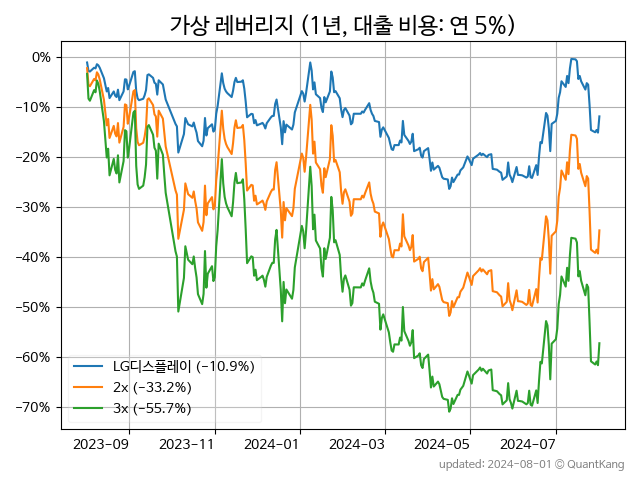 가상 레버리지 (1년, 대출 비용: 연 5%)
0%
−10%
−20%
−30%
−40%
−50%
−60%
−70%
LG디스플레이 (−10.9%)
2x (−33.2%)
3x (−55.7%)
2023-09 2023-11 2024-01 2024-03 2024-05 2024-07
updated: 2024-08-01 © QuantKang